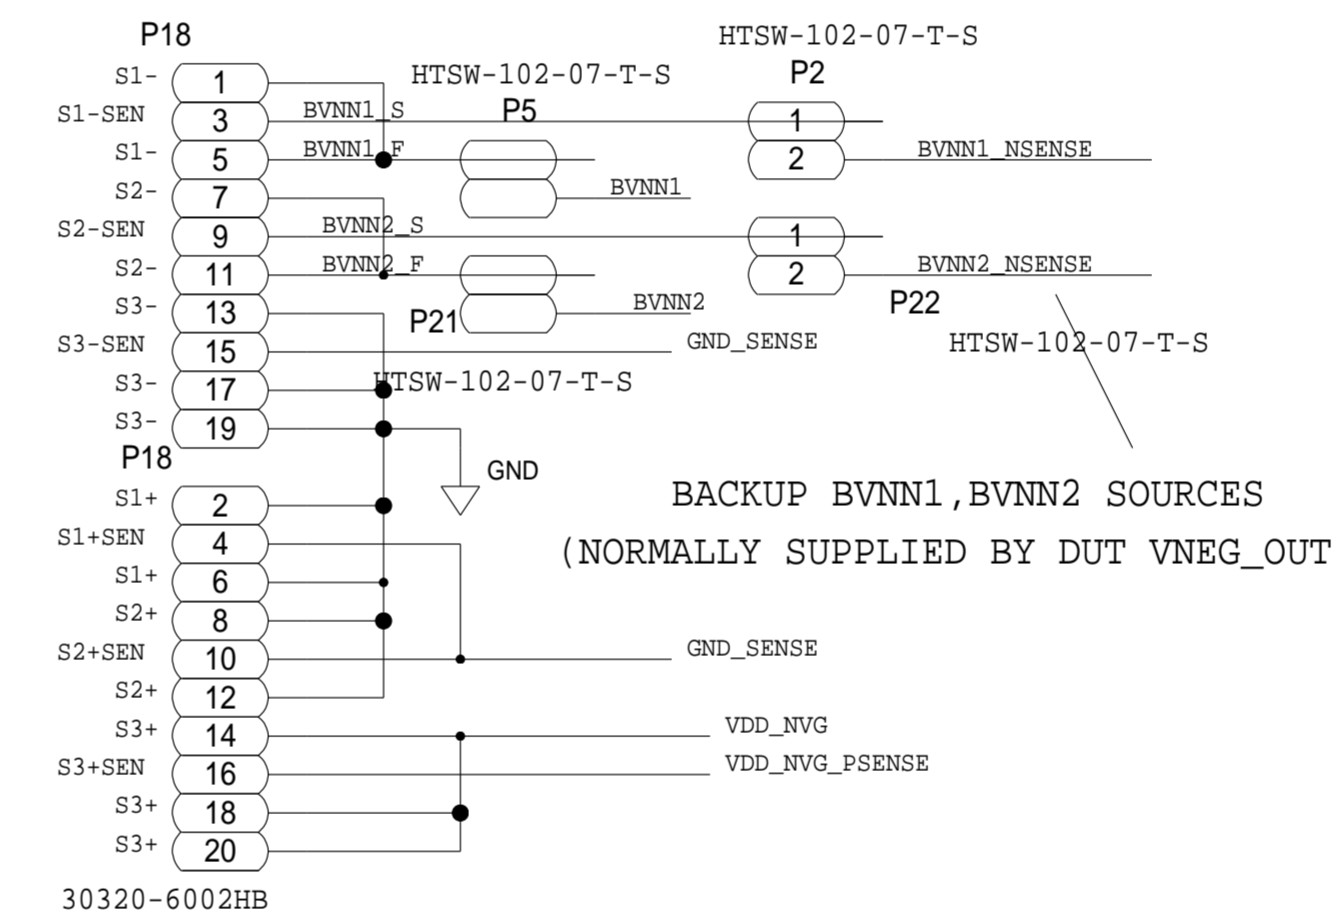 P18
HTSW-102-07-T-S
S1- 1
HTSW-102-07-T-S
P2
S1-SEN 3 BVNN1_S
P5
1
S1- 5 BVNN1_F
2 BVNN1_NSENSE
S2- 7
BVNN1
S2-SEN 9 BVNN2_S
1
S2- 11 BVNN2_F
2 BVNN2_NSENSE
S3- 13
P21
BVNN2
P22
S3-SEN 15
GND_SENSE
HTSW-102-07-T-S
S3- 17
HTSW-102-07-T-S
S3- 19
P18
GND
S1+ 2
BACKUP BVNN1,BVNN2 SOURCES
S1+SEN 4
(NORMALLY SUPPLIED BY DUT VNEG_OUT
S1+ 6
S2+ 8
S2+SEN 10
GND_SENSE
S2+ 12
S3+ 14
VDD_NVG
S3+SEN 16
VDD_NVG_PSENSE
S3+ 18
S3+ 20
30320-6002HB